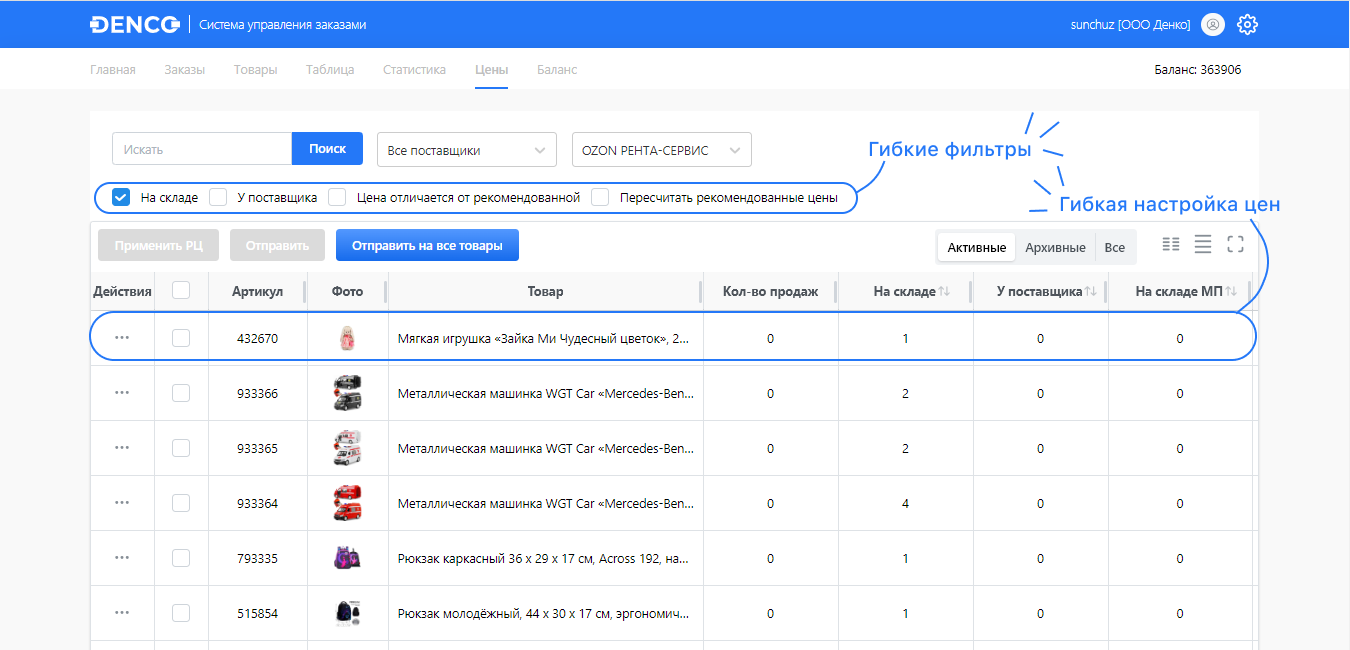 DENCO Система управления заказами sunchuz [ООО Денко]
Главная Заказы Товары Таблица Статистика Цены Баланс Баланс: 363906
Искать Поиск Все поставщики OZON РЕНТА-СЕРВИС Гибкие фильтры
На складе У поставщика Цена отличается от рекомендованной Пересчитать рекомендованные цены
Гибкая настройка цен
Применить РЦ Отправить Отправить на все товары Активные Архивные Все
Действия Артикул Фото Товар Кол-во продаж На складе У поставщика На складе МП
432670 Мягкая игрушка «Зайка Ми Чудесный цветок», 2... 0 1 0 0
933366 Металлическая машинка WGT Car «Mercedes-Ben... 0 2 0 0
933365 Металлическая машинка WGT Car «Mercedes-Ben... 0 2 0 0
933364 Металлическая машинка WGT Car «Mercedes-Ben... 0 4 0 0
793335 Рюкзак каркасный 36 х 29 х 17 см, Across 192, на... 0 1 0 0
515854 Рюкзак молодёжный, 44 х 30 х 17 см, эргономич... 0 1 0 0